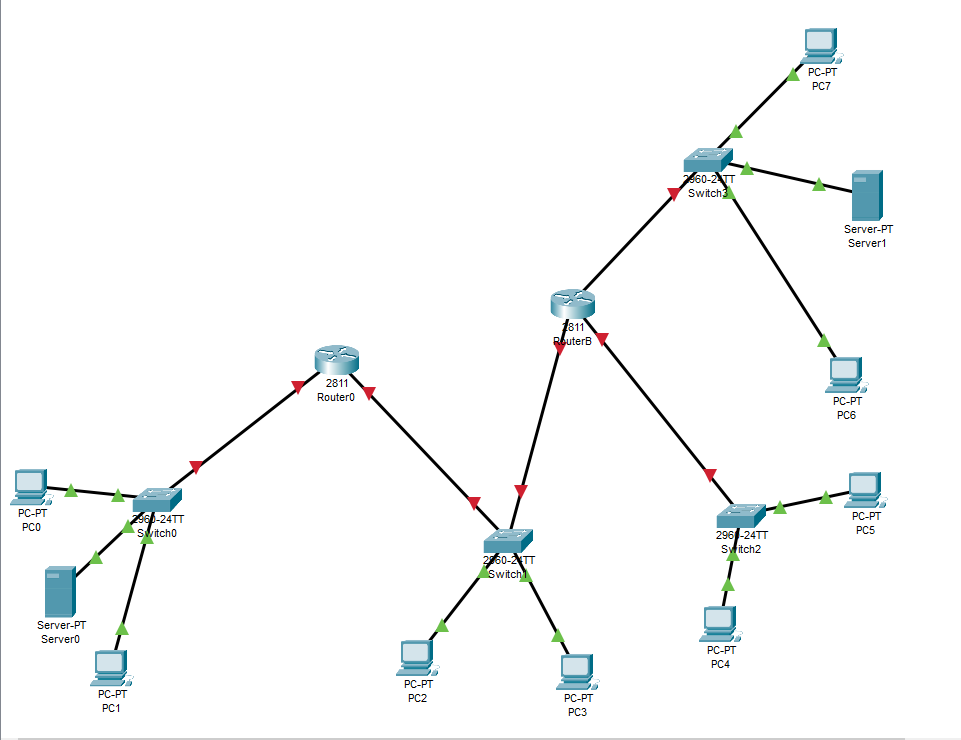 PC-PT
PC7
2960-24TT
Switch3
Server-PT
Server1
2811
RouterB
2811
Router0
PC-PT
PC6
PC-PT
PC0
2960-24TT
Switch0
PC-PT
PC5
2960-24TT
Switch2
2960-24TT
Switch1
Server-PT
Server0
PC-PT
PC4
PC-PT
PC1
PC-PT
PC2
PC-PT
PC3